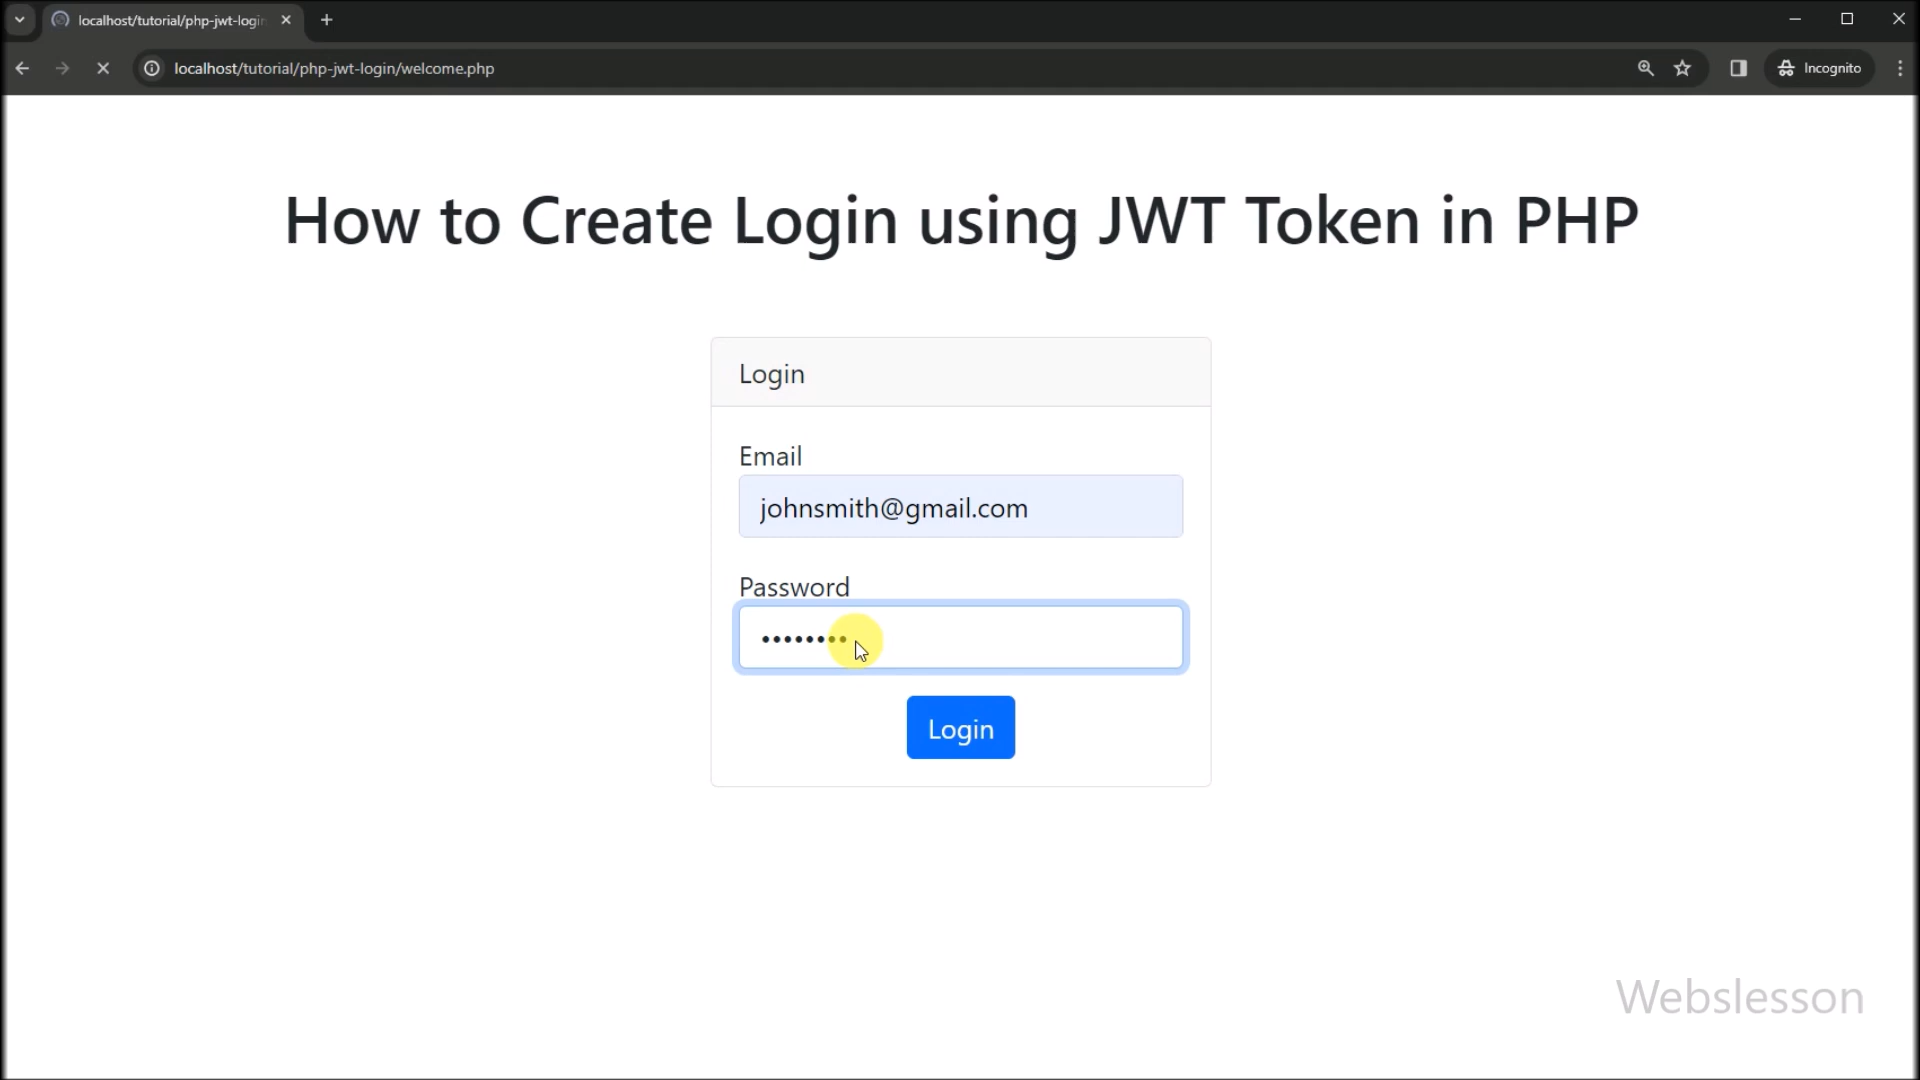 localhost/tutorial/php-jwt-login
localhost/tutorial/php-jwt-login/welcome.php
Incognito
How to Create Login using JWT Token in PHP
Login
Email
johnsmith@gmail.com
Password
••••••••
Login
Webslesson